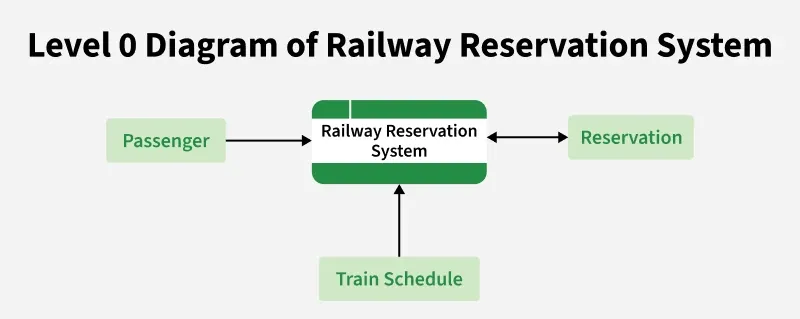 Level 0 Diagram of Railway Reservation System
Passenger
Railway Reservation
System
Reservation
Train Schedule